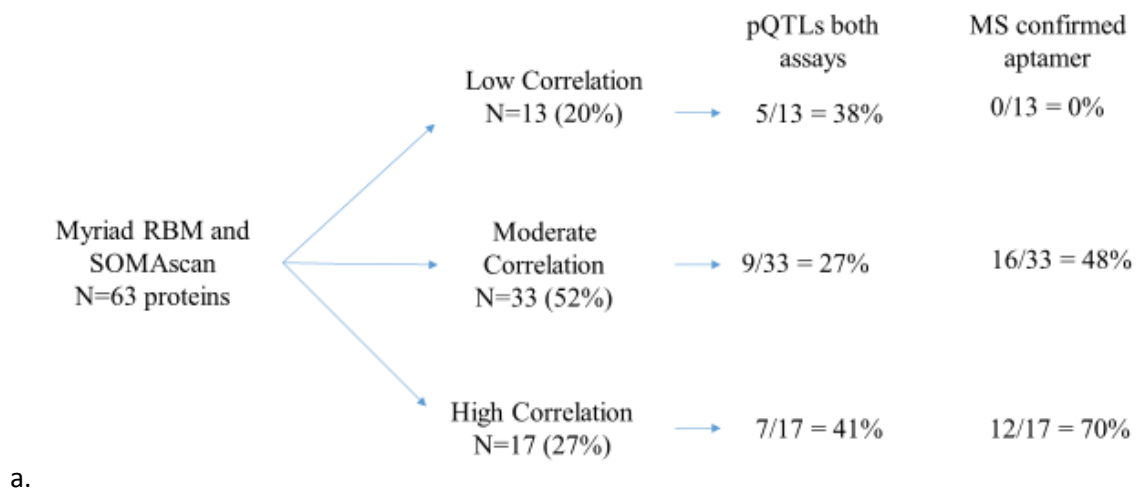 pQTLs both
assays
MS confirmed
aptamer
Low Correlation
N=13 (20%)
5/13 = 38%
0/13 = 0%
Myriad RBM and
SOMAscan
N=63 proteins
Moderate
Correlation
N=33 (52%)
9/33 = 27%
16/33 = 48%
High Correlation
N=17 (27%)
7/17 = 41%
12/17 = 70%
a.